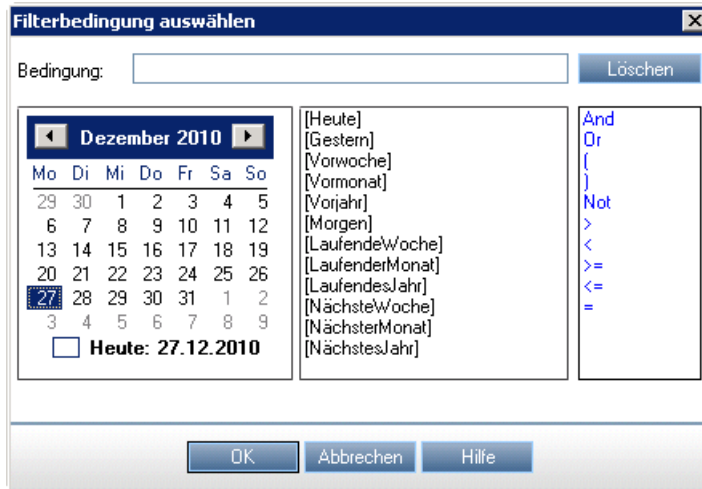 Filterbedingung auswählen
Bedingung:
Löschen
Dezember 2010
Mo Di Mi Do Fr Sa So
29 30 1 2 3 4 5
6 7 8 9 10 11 12
13 14 15 16 17 18 19
20 21 22 23 24 25 26
27 28 29 30 31 1 2
3 4 5 6 7 8 9
Heute: 27.12.2010
[Heute]
[Gestern]
[Vorwoche]
[Vormonat]
[Vorjahr]
[Morgen]
[LaufendeWoche]
[LaufenderMonat]
[LaufendesJahr]
[NächsteWoche]
[NächsterMonat]
[NächstesJahr]
And
Or
(
)
Not
>
<
>=
<=
=
OK
Abbrechen
Hilfe